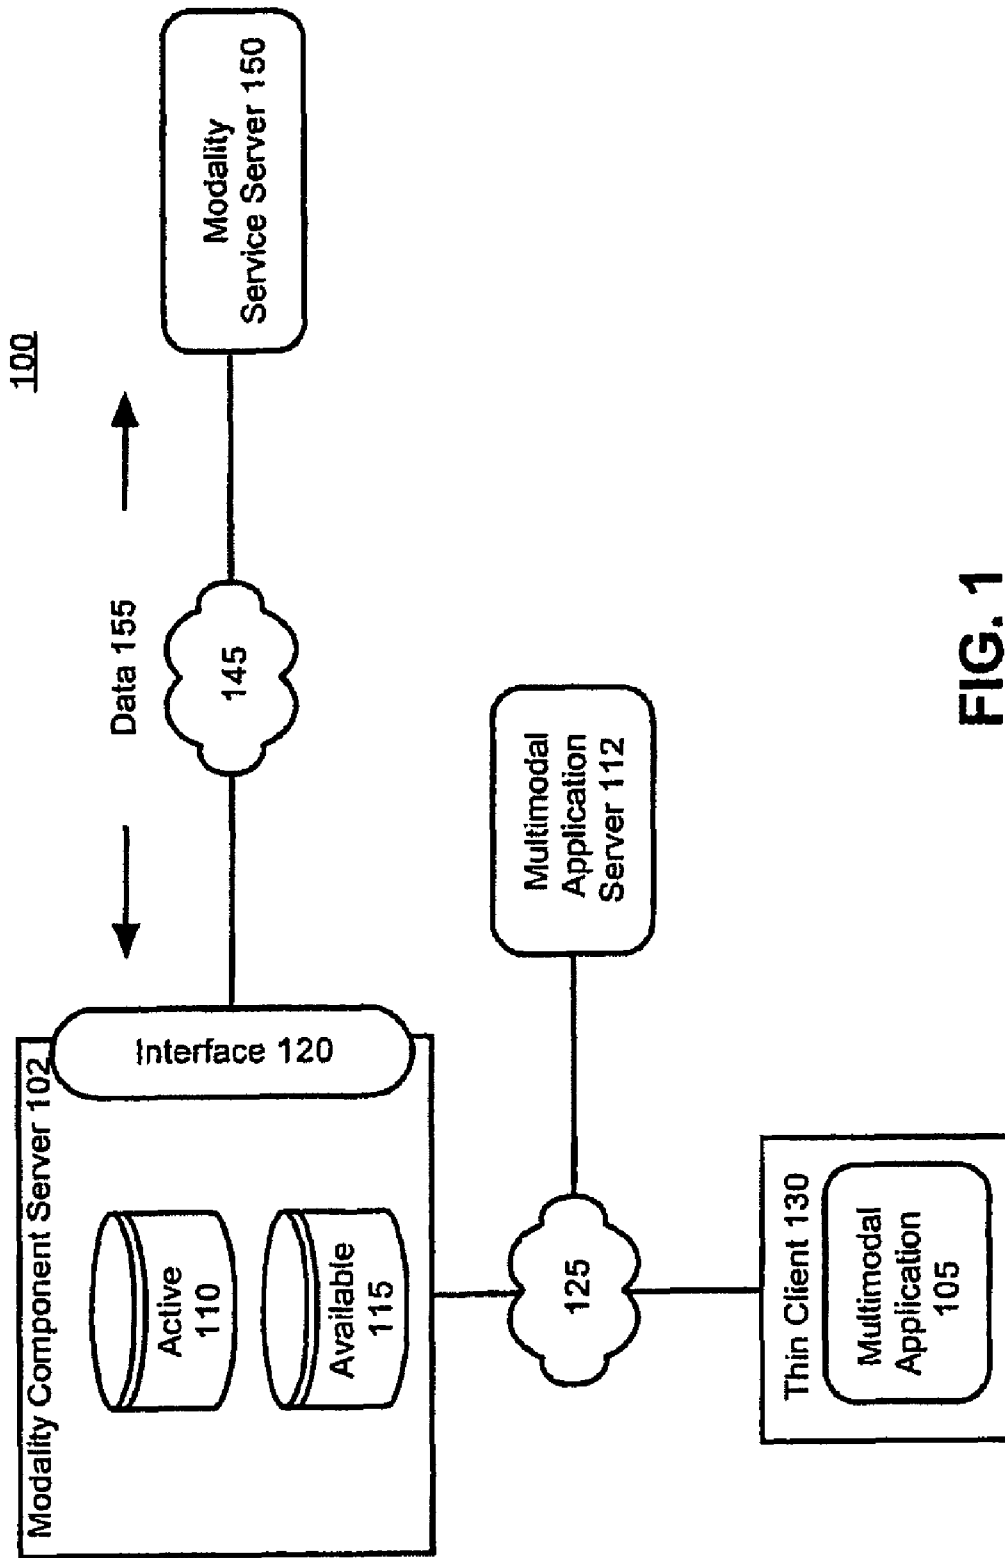 100
Modality Component Server 102
Active
110
Available
115
Interface 120
Data 155
145
Modality
Service Server 150
125
Multimodal
Application
Server 112
Thin Client 130
Multimodal
Application
105
FIG. 1